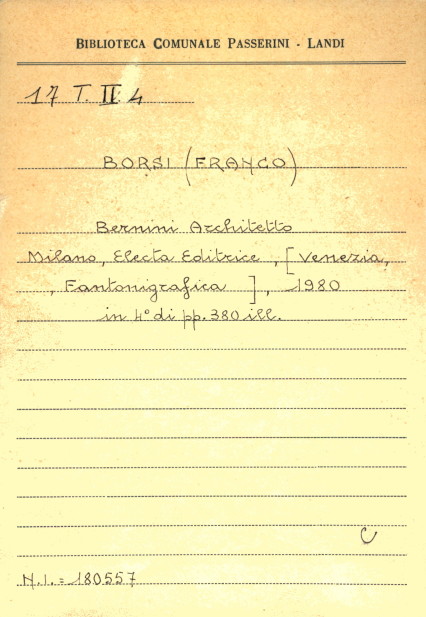 BIBLIOTECA COMUNALE PASSERINI - LANDI
17 T. II. 4
BORSI (FRANCO)
Bernini Architetto
Milano, Electa Editrice, [Venezia,
, Fantonigrafica ], 1980
in 4° di pp. 380 ill.
C
N.I. = 180557